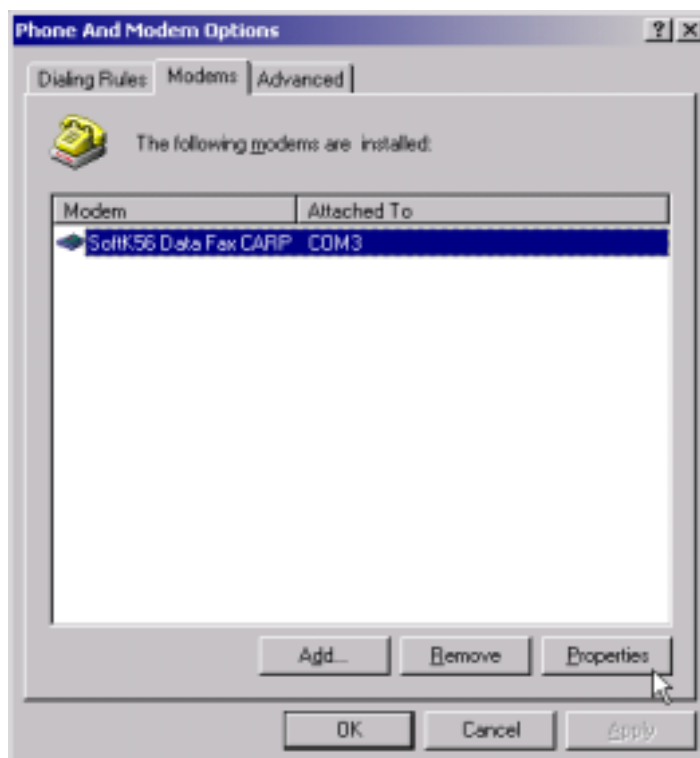 Phone And Modem Options
Dialing Rules Modems Advanced
The following modems are installed:
Modem Attached To
SoftK56 Data Fax CARP COM3
Add... Remove Properties
OK Cancel Apply